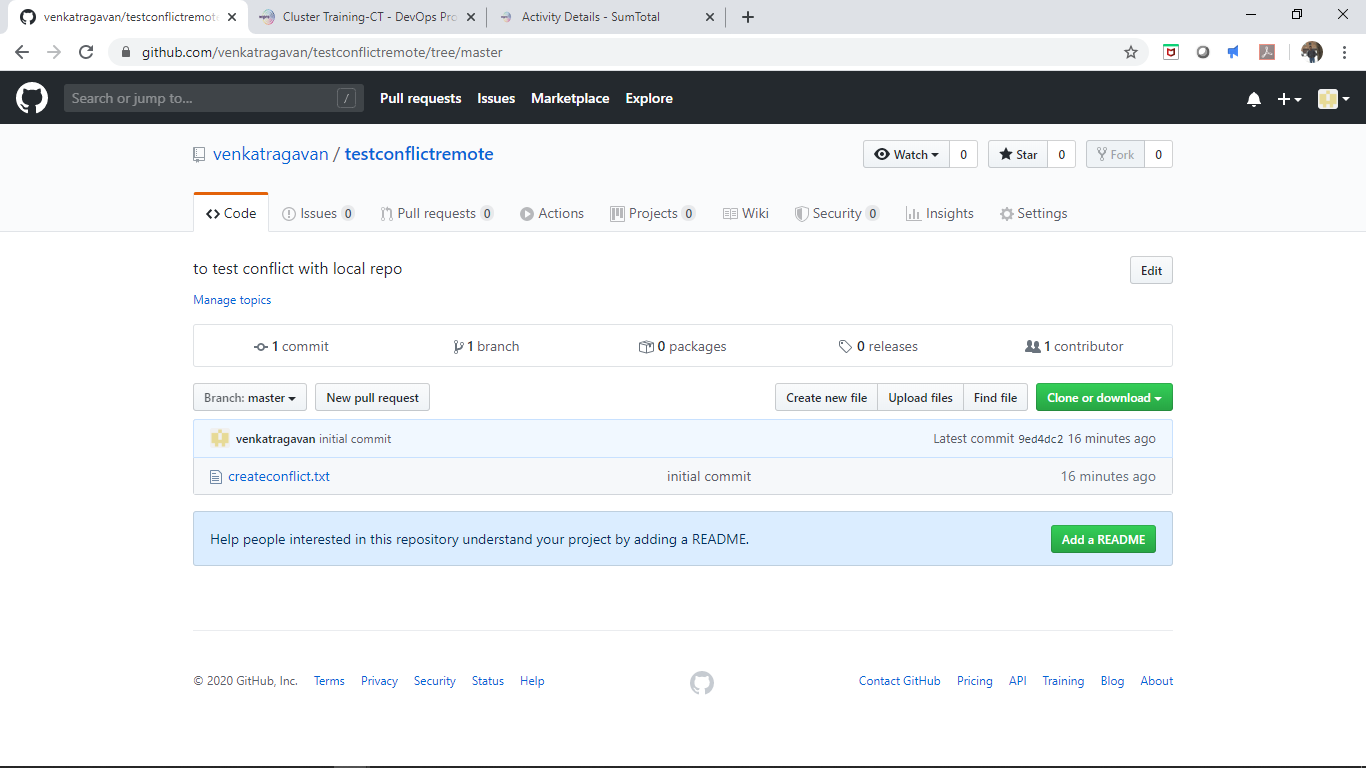 venkatragavan/testconflictremote
Cluster Training-CT - DevOps Pro
Activity Details - SumTotal
github.com/venkatragavan/testconflictremote/tree/master
Search or jump to... /
Pull requests Issues Marketplace Explore
venkatragavan / testconflictremote
Watch 0 Star 0 Fork 0
Code Issues 0 Pull requests 0 Actions Projects 0 Wiki Security 0 Insights Settings
to test conflict with local repo
Edit
Manage topics
1 commit 1 branch 0 packages 0 releases 1 contributor
Branch: master New pull request Create new file Upload files Find file Clone or download
venkatragavan initial commit Latest commit 9ed4dc2 16 minutes ago
createconflict.txt initial commit 16 minutes ago
Help people interested in this repository understand your project by adding a README. Add a README
© 2020 GitHub, Inc. Terms Privacy Security Status Help Contact GitHub Pricing API Training Blog About